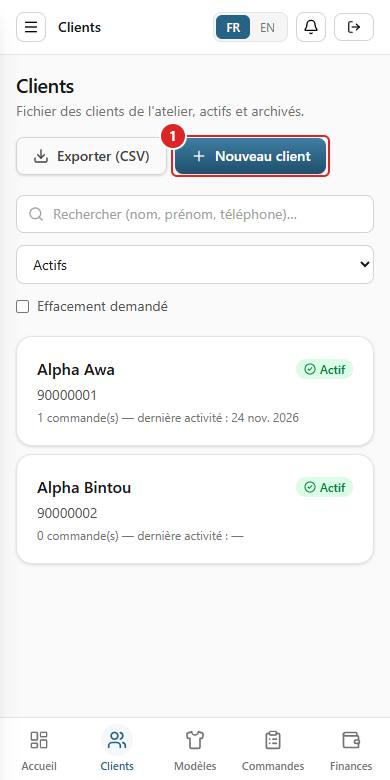 Clients
FR
EN
Clients
Fichier des clients de l'atelier, actifs et archivés.
1
Exporter (CSV)
Nouveau client
Rechercher (nom, prénom, téléphone)...
Actifs
Effacement demandé
Alpha Awa
Actif
90000001
1 commande(s) — dernière activité : 24 nov. 2026
Alpha Bintou
Actif
90000002
0 commande(s) — dernière activité : —
Accueil
Clients
Modèles
Commandes
Finances